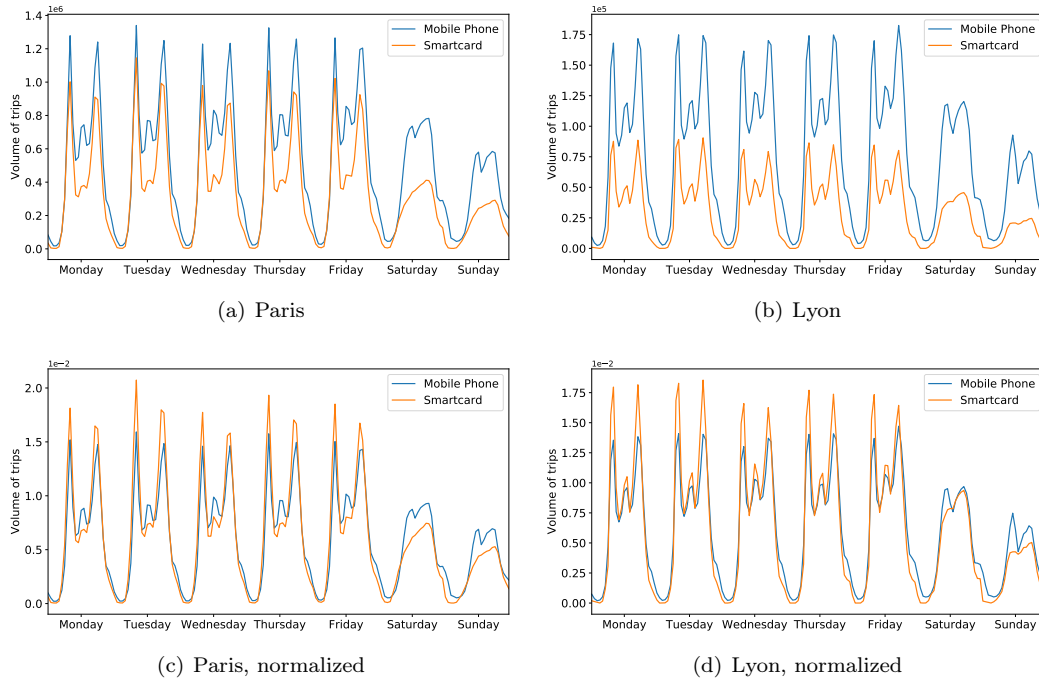 1e6
Volume of trips
1.4
1.2
1.0
0.8
0.6
0.4
0.2
0.0
Mobile Phone
Smartcard
Monday Tuesday Wednesday Thursday Friday Saturday Sunday
(a) Paris
1e5
Volume of trips
1.75
1.50
1.25
1.00
0.75
0.50
0.25
0.00
Mobile Phone
Smartcard
Monday Tuesday Wednesday Thursday Friday Saturday Sunday
(b) Lyon
1e−2
Volume of trips
2.0
1.5
1.0
0.5
0.0
Mobile Phone
Smartcard
Monday Tuesday Wednesday Thursday Friday Saturday Sunday
(c) Paris, normalized
1e−2
Volume of trips
1.75
1.50
1.25
1.00
0.75
0.50
0.25
0.00
Mobile Phone
Smartcard
Monday Tuesday Wednesday Thursday Friday Saturday Sunday
(d) Lyon, normalized